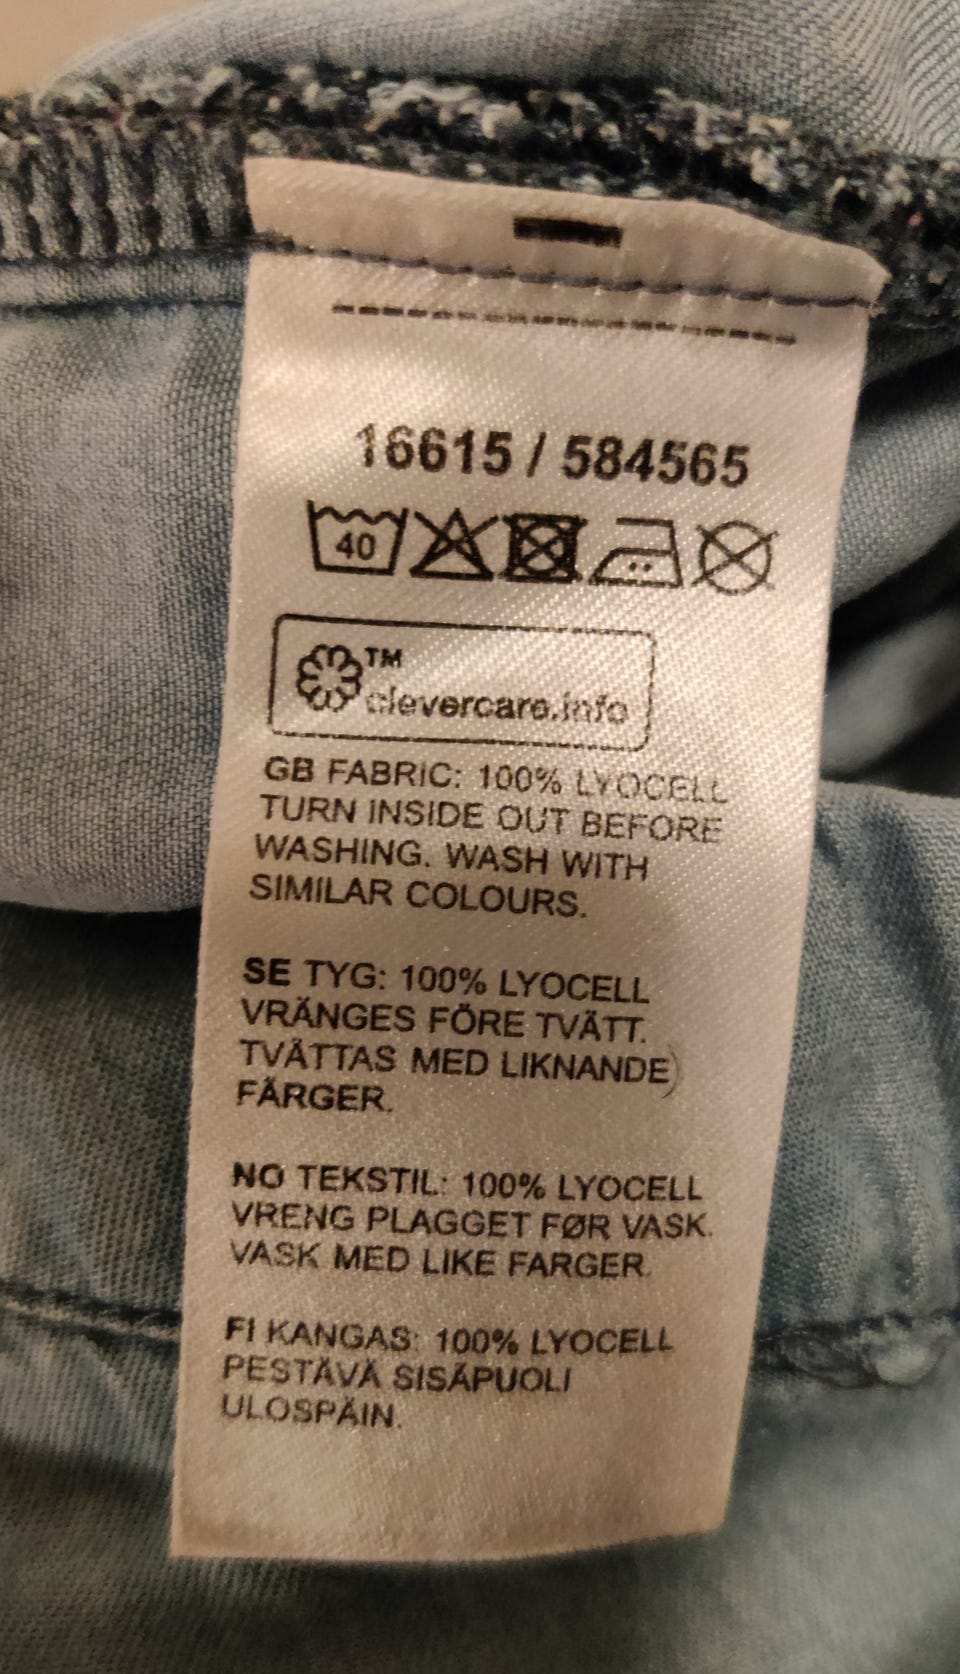 16615 / 584565
40
TM
clevercare.info
GB FABRIC: 100% LYOCELL
TURN INSIDE OUT BEFORE
WASHING. WASH WITH
SIMILAR COLOURS.
SE TYG: 100% LYOCELL
VRÄNGES FÖRE TVÄTT.
TVÄTTAS MED LIKNANDE
FÄRGER.
NO TEKSTIL: 100% LYOCELL
VRENG PLAGGET FØR VASK.
VASK MED LIKE FARGER.
FI KANGAS: 100% LYOCELL
PESTÄVÄ SISÄPUOLI
ULOSPÄIN.